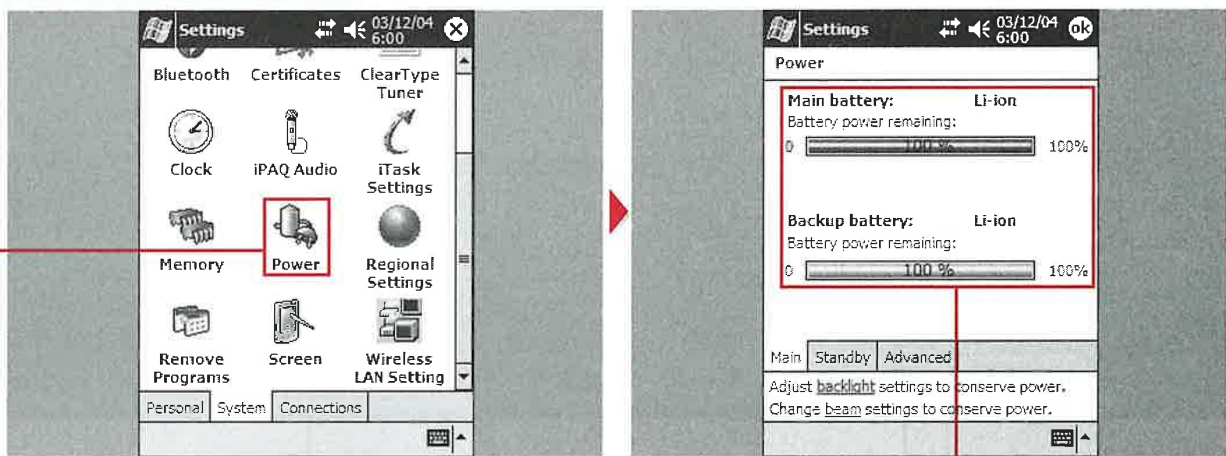 Settings
03/12/04
6:00
Bluetooth Certificates ClearType
Tuner
Clock iPAQ Audio iTask
Settings
Memory Power Regional
Settings
Remove Screen Wireless
Programs LAN Setting
Personal System Connections
Settings
03/12/04
6:00
ok
Power
Main battery: Li-ion
Battery power remaining:
0 100 % 100%
Backup battery: Li-ion
Battery power remaining:
0 100 % 100%
Main Standby Advanced
Adjust backlight settings to conserve power.
Change beam settings to conserve power.